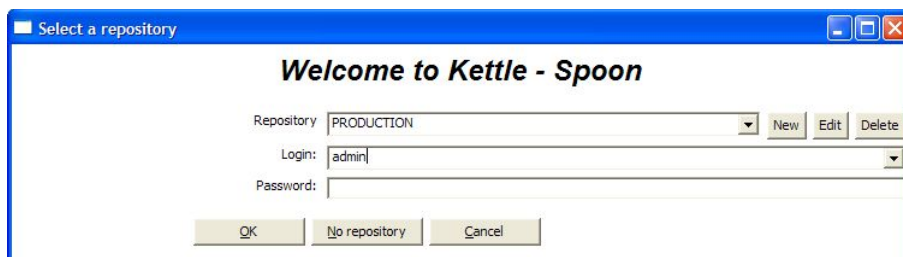 Select a repository
Welcome to Kettle - Spoon
Repository PRODUCTION New Edit Delete
Login: admin
Password:
OK No repository Cancel